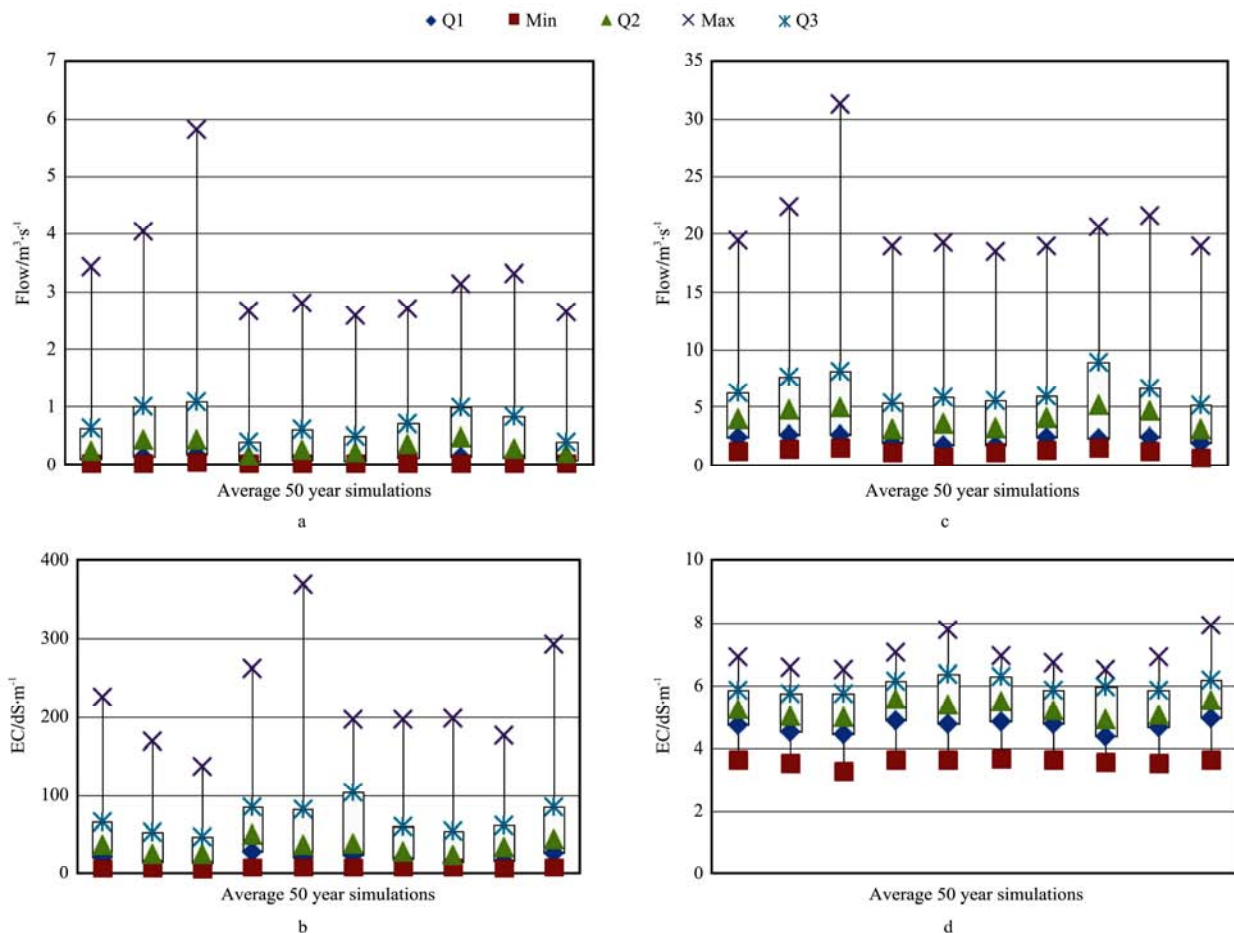 Q1 Min Q2 Max Q3
7
6
5
4
3
2
1
0
Flow/m³·s⁻¹
Average 50 year simulations
a
35
30
25
20
15
10
5
0
Flow/m³·s⁻¹
Average 50 year simulations
c
400
300
200
100
0
EC/dS·m⁻¹
Average 50 year simulations
b
10
8
6
4
2
0
EC/dS·m⁻¹
Average 50 year simulations
d